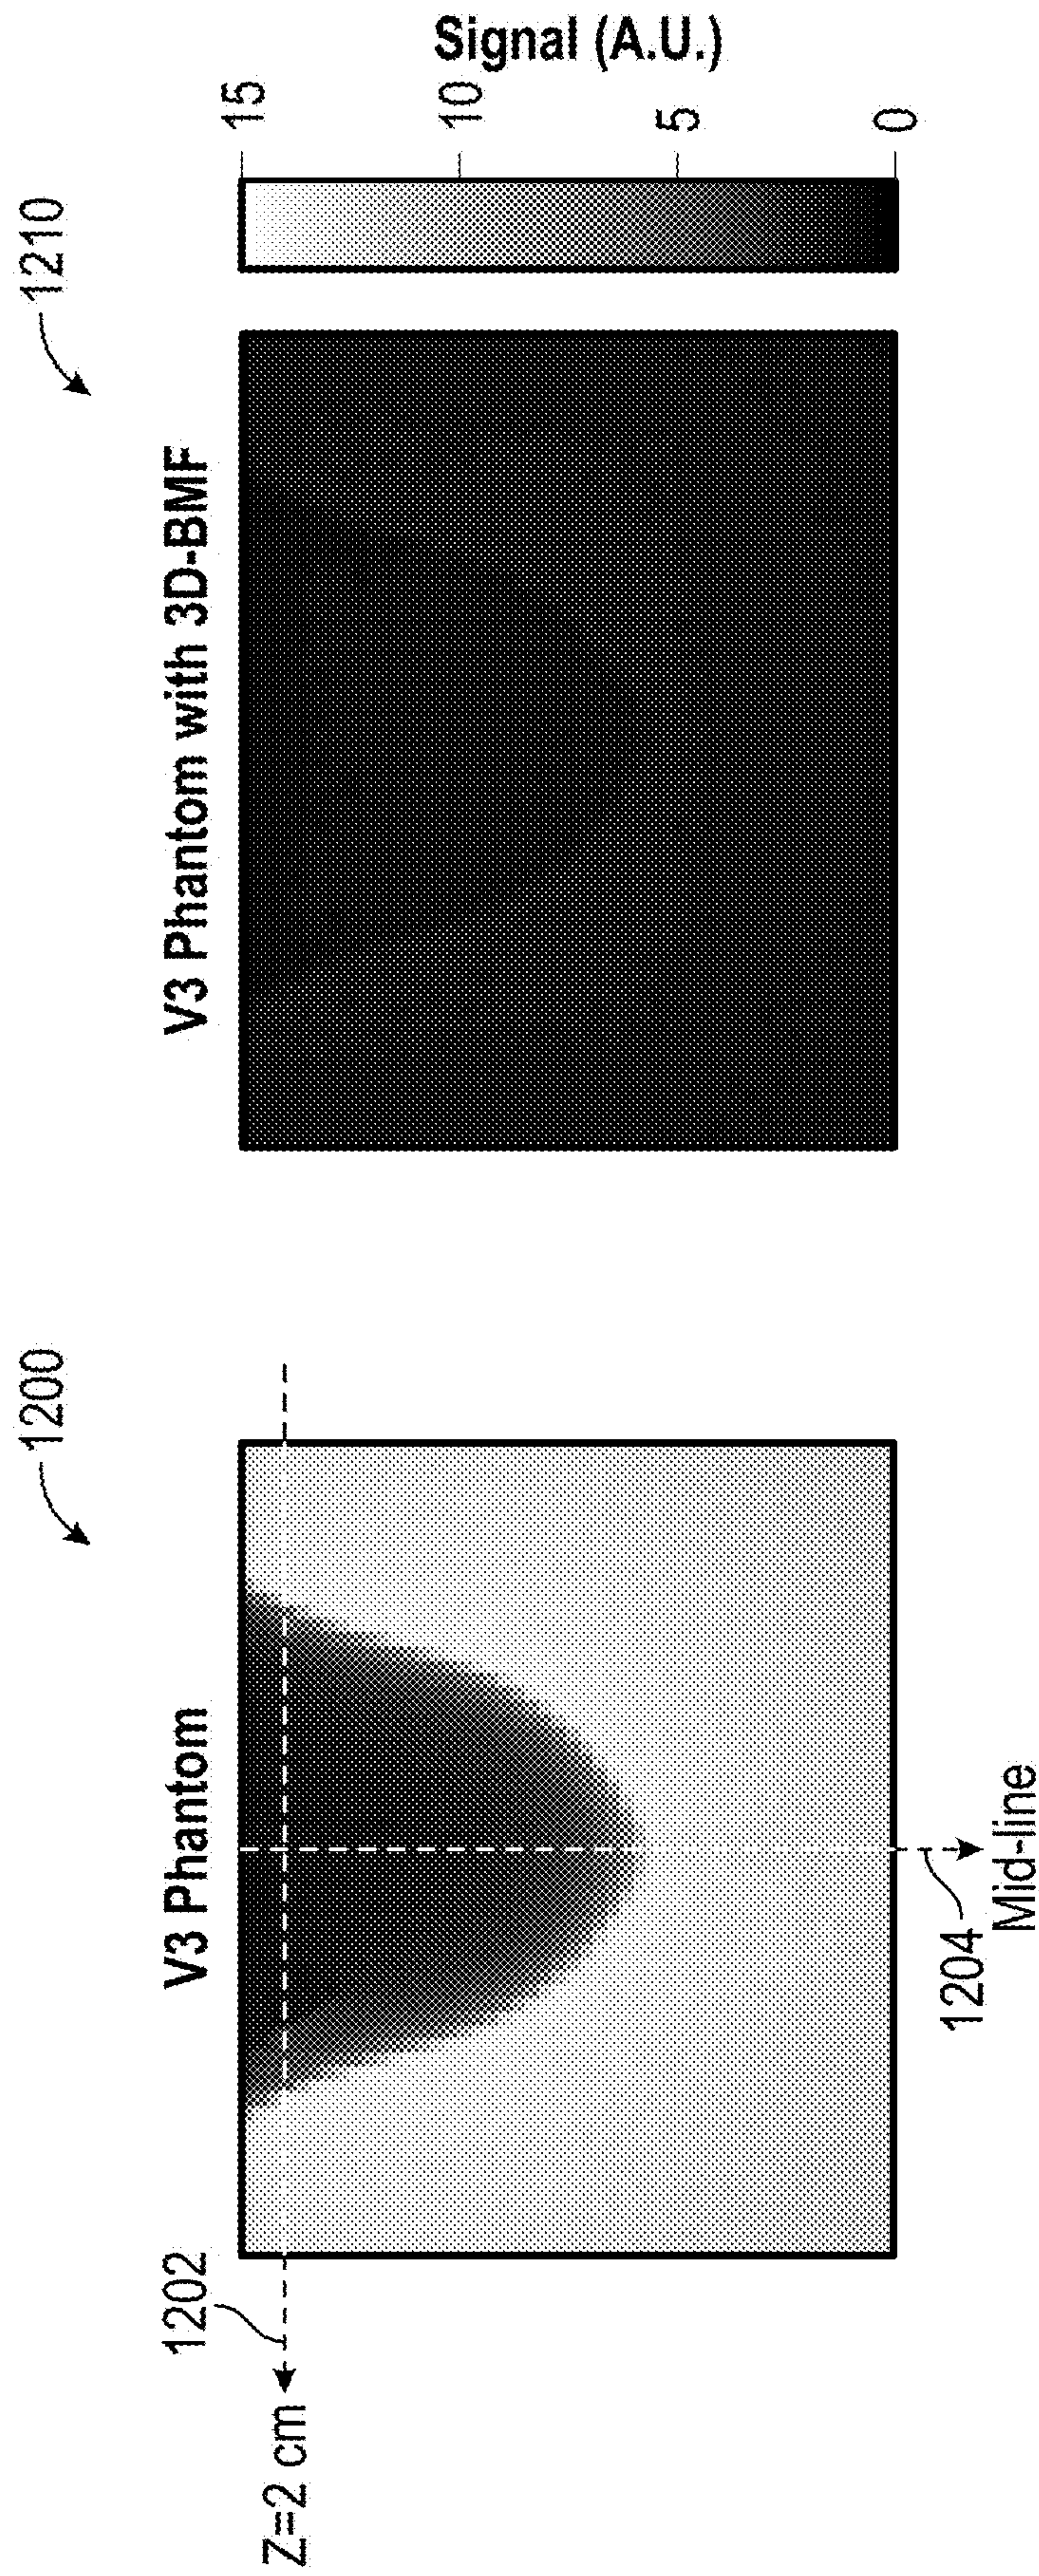 1200
V3 Phantom
1202
Z=2 cm
1204
Mid-line
1210
V3 Phantom with 3D-BMF
15
10
5
0
Signal (A.U.)